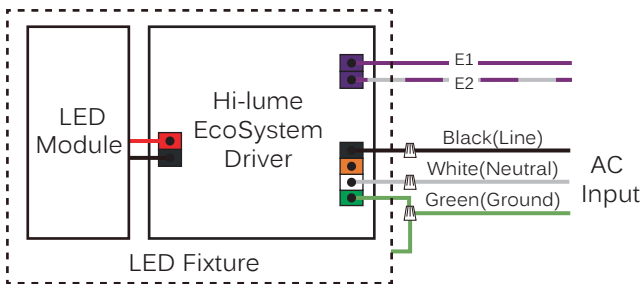 LED
Module
Hi-lume
EcoSystem
Driver
E1
E2
Black(Line)
White(Neutral)
Green(Ground)
AC
Input
LED Fixture